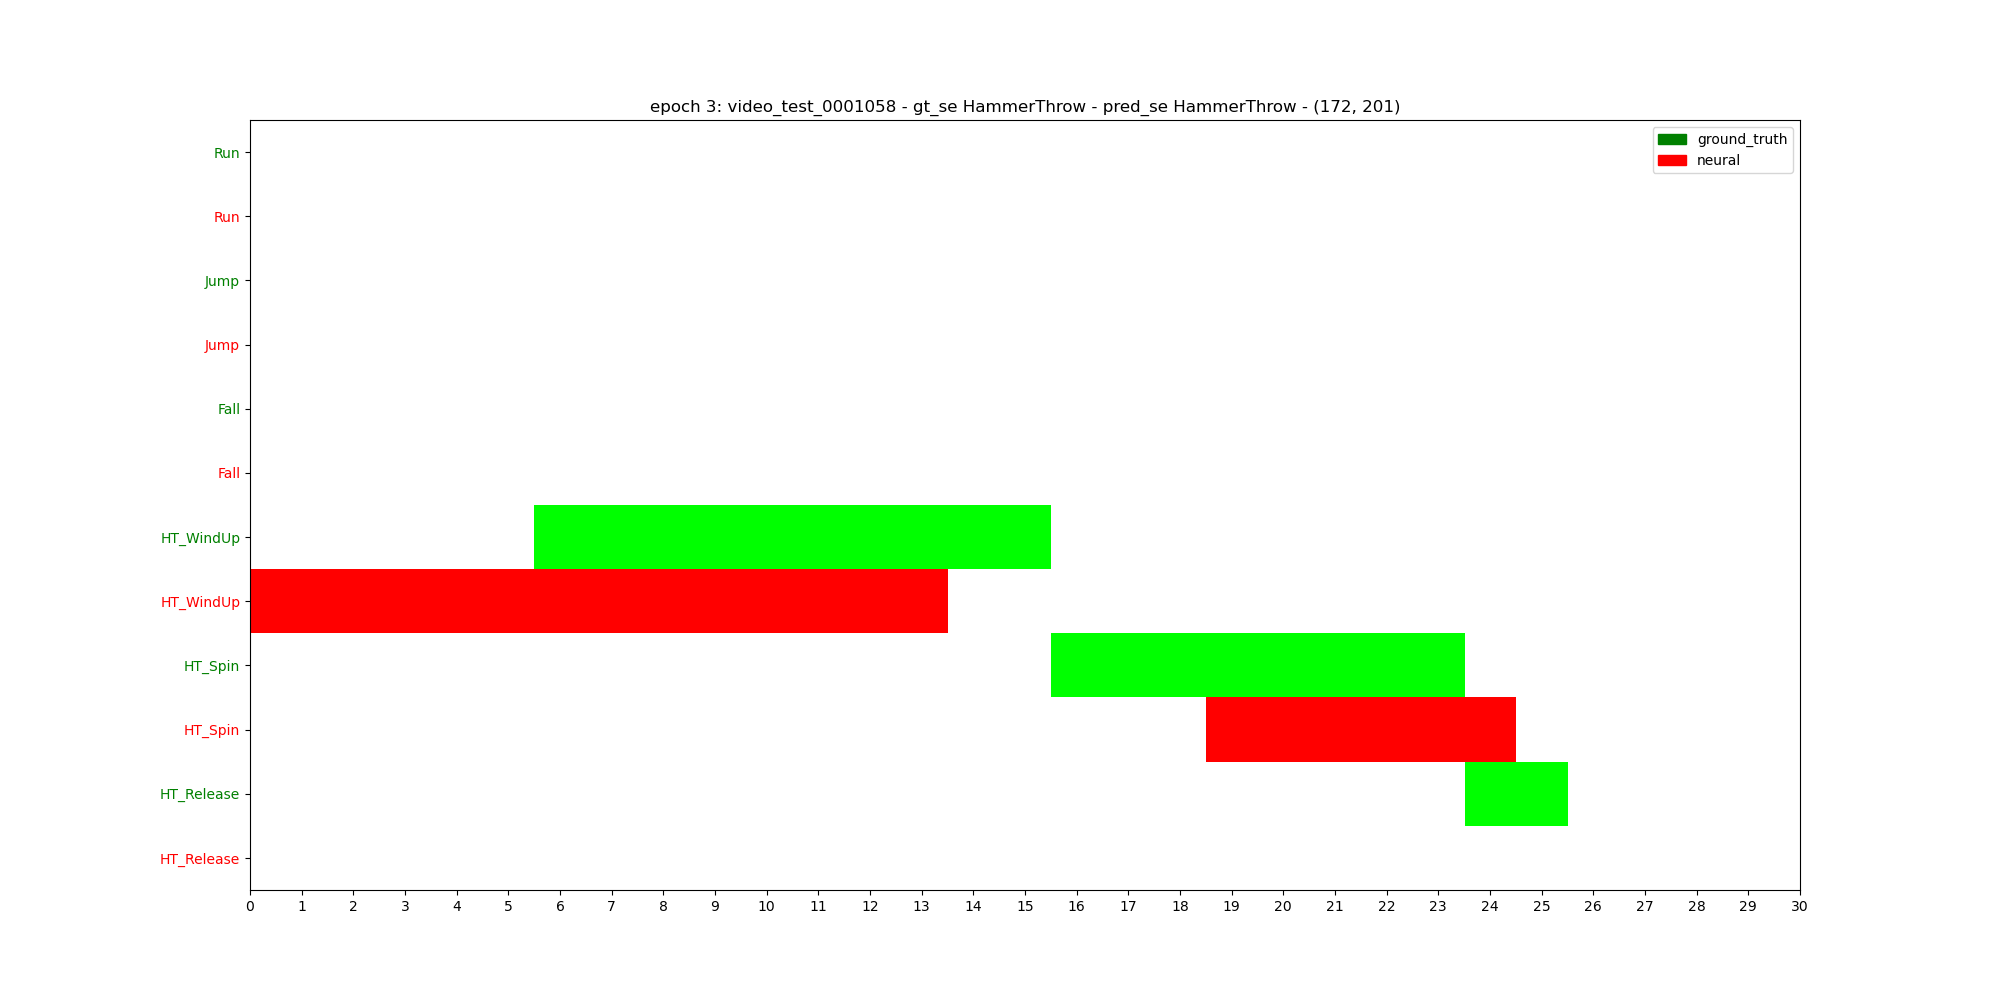 epoch 3: video_test_0001058 - gt_se HammerThrow - pred_se HammerThrow - (172, 201)
ground_truth
neural
Run
Run
Jump
Jump
Fall
Fall
HT_WindUp
HT_WindUp
HT_Spin
HT_Spin
HT_Release
HT_Release
0 1 2 3 4 5 6 7 8 9 10 11 12 13 14 15 16 17 18 19 20 21 22 23 24 25 26 27 28 29 30